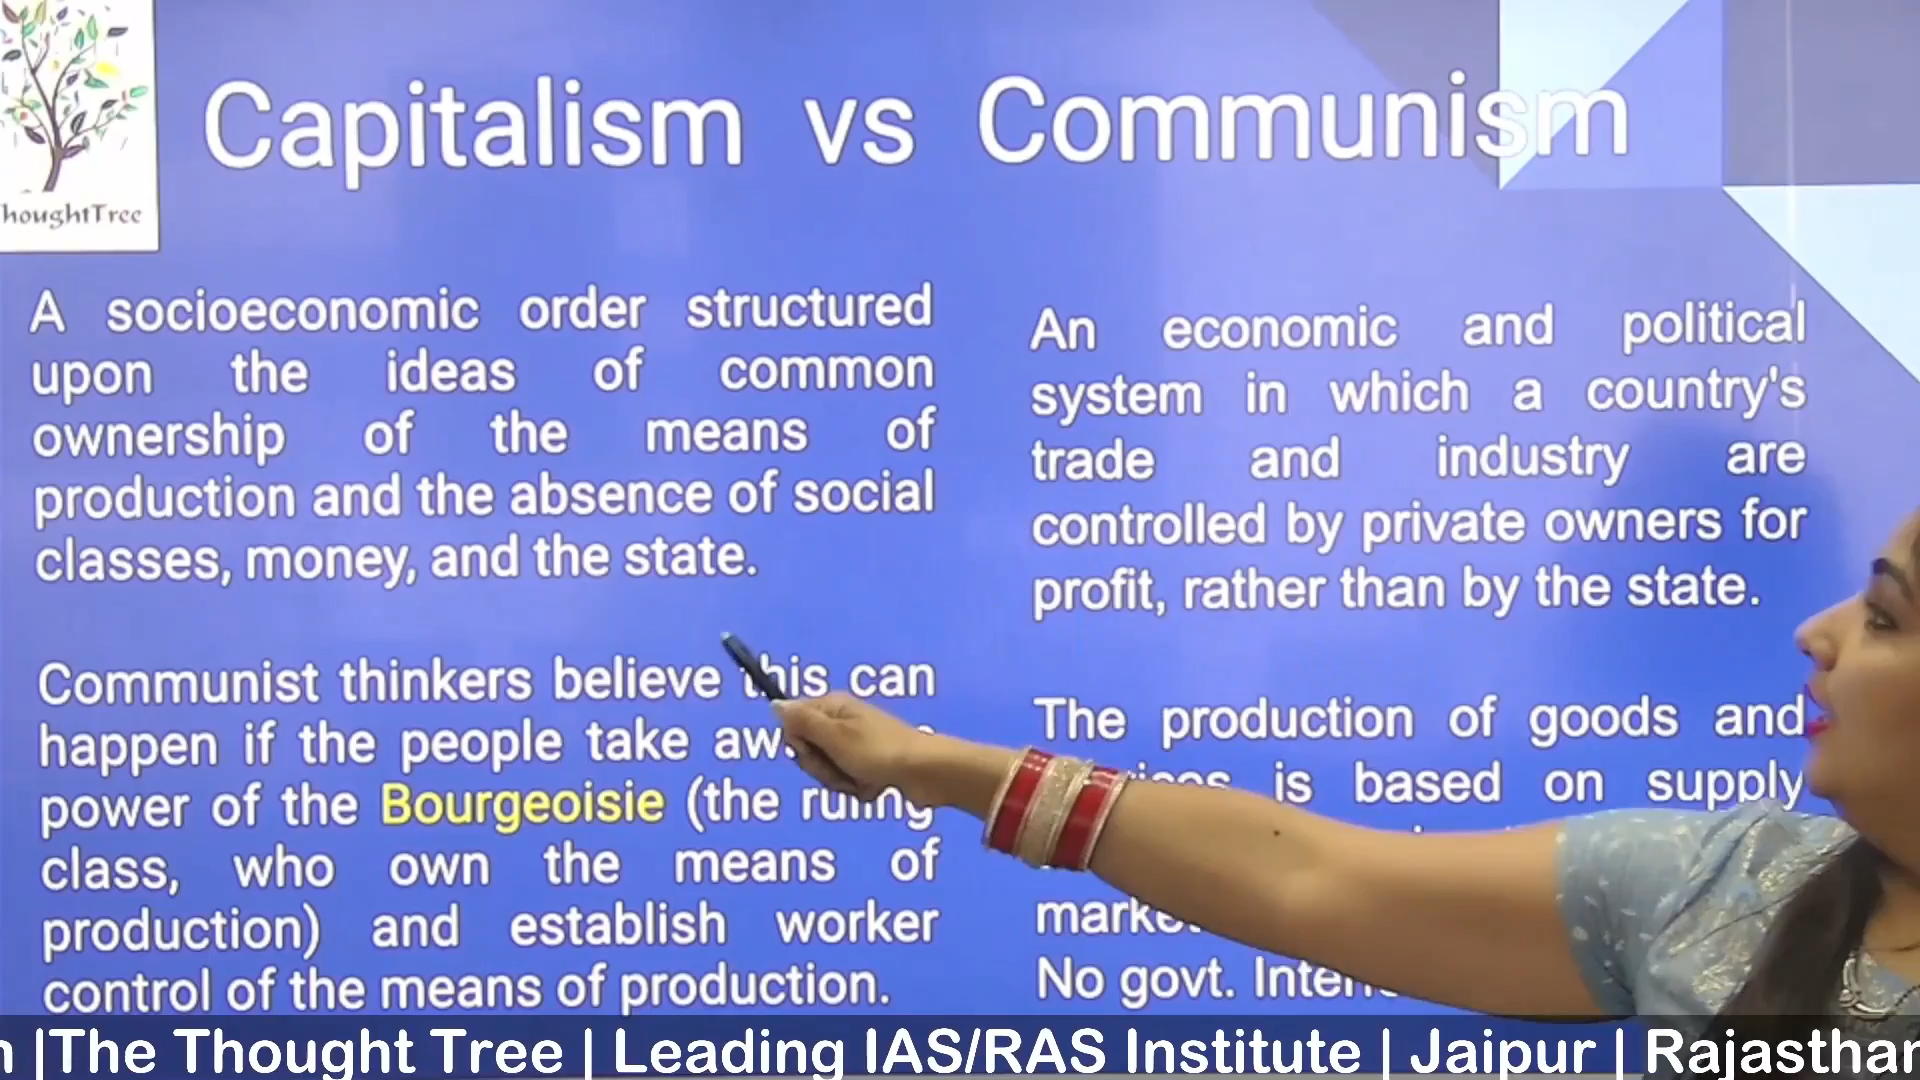 houghtTree
Capitalism vs Communism
A socioeconomic order structured
upon the ideas of common
ownership of the means of
production and the absence of social
classes, money, and the state.
Communist thinkers believe this can
happen if the people take
power of the Bourgeoisie (the ruling
class, who own the means of
production) and establish worker
control of the means of production.
An economic and political
system in which a country's
trade and industry are
controlled by private owners for
profit, rather than by the state.
The production of goods and
is based on supply
No govt.
|The Thought Tree | Leading IAS/RAS Institute | Jaipur | Rajasthan